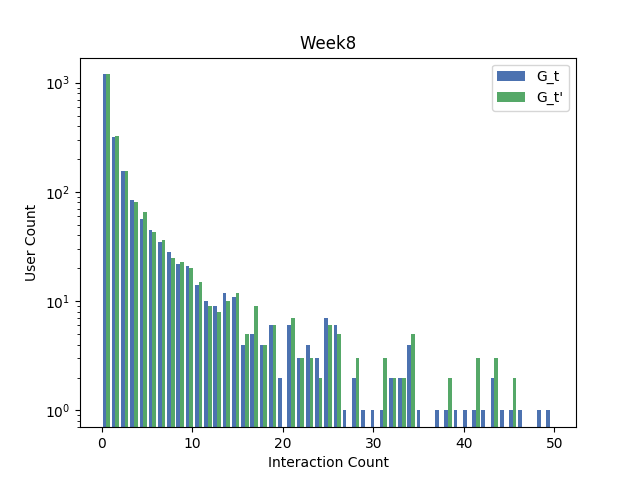 Week8
G_t
G_t'
User Count
10³
10²
10¹
10⁰
0 10 20 30 40 50
Interaction Count